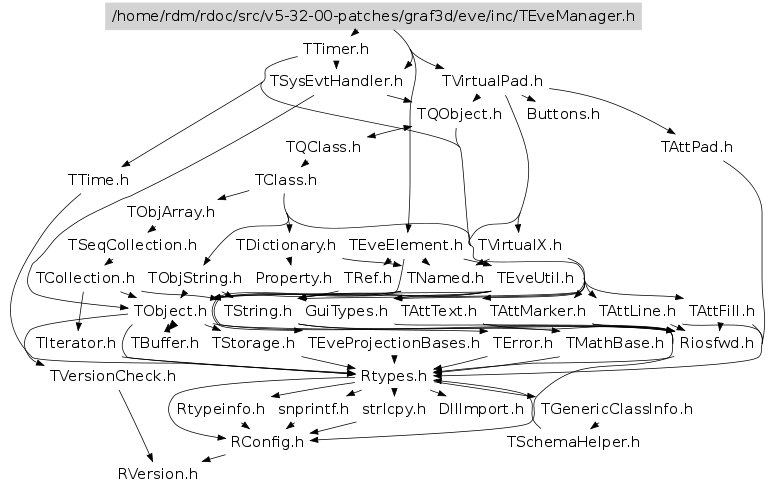 /home/rdm/rdoc/src/v5-32-00-patches/graf3d/eve/inc/TEveManager.h
TTimer.h
TSysEvtHandler.h TVirtualPad.h
TQObject.h Buttons.h
TQClass.h TAttPad.h
TTime.h TClass.h
TObjArray.h
TSeqCollection.h TDictionary.h TEveElement.h TVirtualX.h
TCollection.h TObjString.h Property.h TRef.h TNamed.h TEveUtil.h
TObject.h TString.h GuiTypes.h TAttText.h TAttMarker.h TAttLine.h TAttFill.h
TIterator.h TBuffer.h TStorage.h TEveProjectionBases.h TError.h TMathBase.h Riosfwd.h
TVersionCheck.h Rtypes.h
Rtypeinfo.h snprintf.h strlcpy.h DllImport.h TGenericClassInfo.h
RConfig.h TSchemaHelper.h
RVersion.h